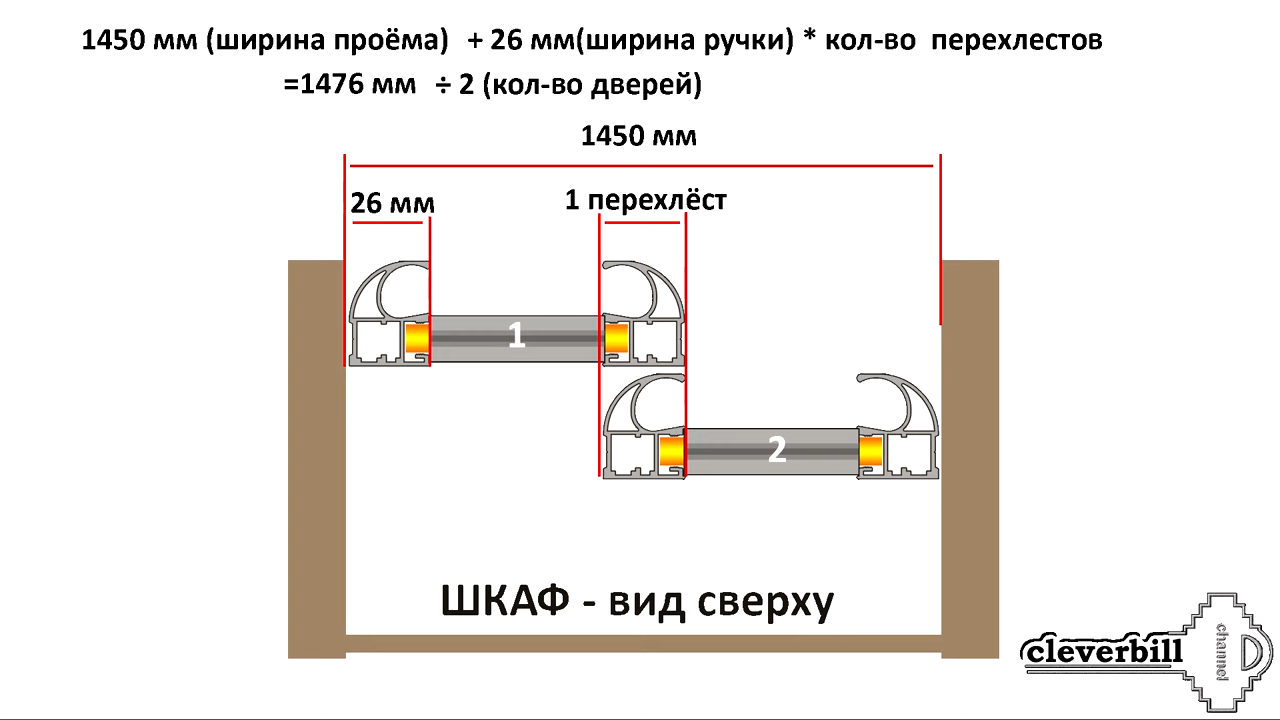 1450 мм (ширина проёма) + 26 мм(ширина ручки) * кол-во перехлестов
=1476 мм ÷ 2 (кол-во дверей)
1450 мм
26 мм
1 перехлёст
1
2
ШКАФ - вид сверху
cleverbill
channel
D